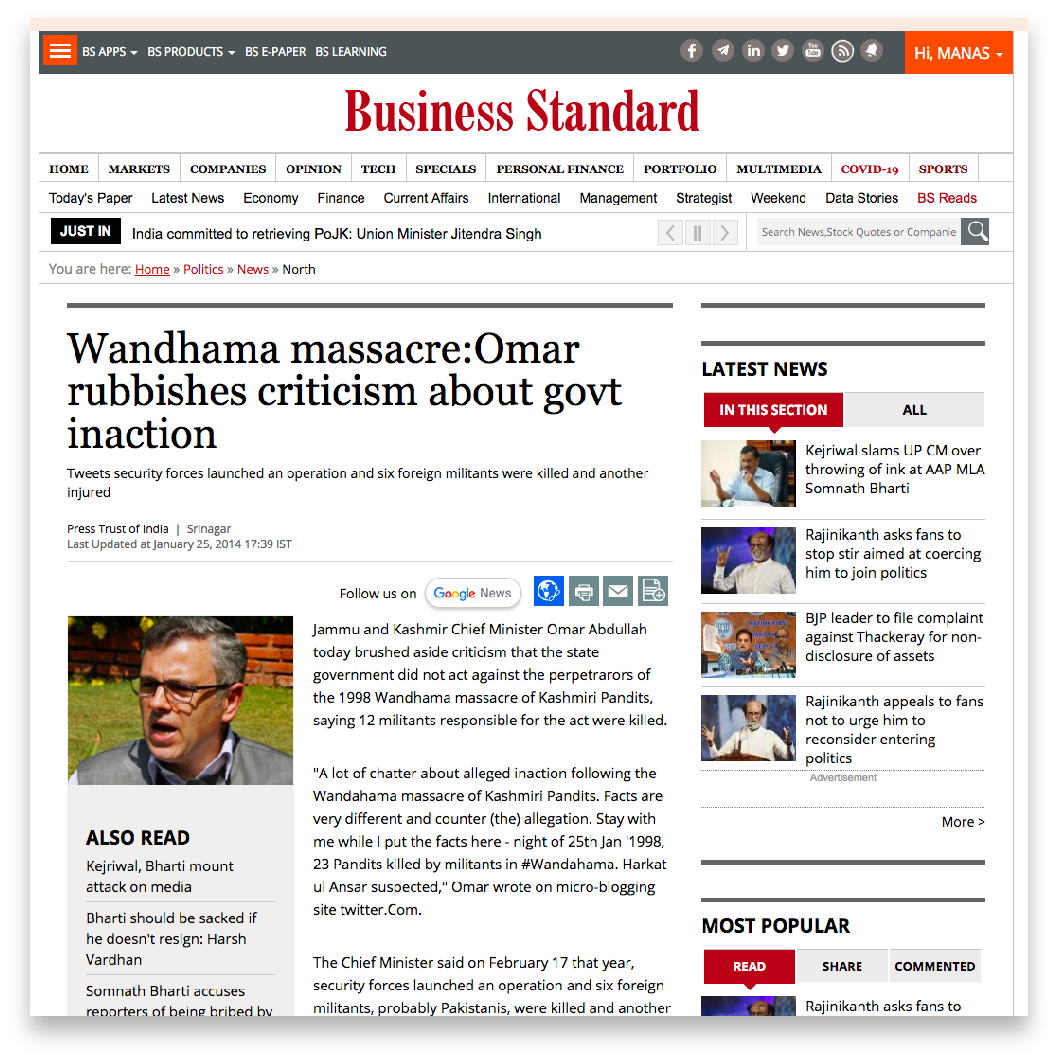 BS APPS BS PRODUCTS BS E-PAPER BS LEARNING
Hi, MANAS
Business Standard
HOME MARKETS COMPANIES OPINION TECH SPECIALS PERSONAL FINANCE PORTFOLIO MULTIMEDIA COVID-19 SPORTS
Today's Paper Latest News Economy Finance Current Affairs International Management Strategist Weekend Data Stories BS Reads
JUST IN India committed to retrieving PoJK: Union Minister Jitendra Singh
Search News,Stock Quotes or Companie
You are here: Home » Politics » News » North
Wandhama massacre:Omar
rubbishes criticism about govt
inaction
Tweets security forces launched an operation and six foreign militants were killed and another
injured
Press Trust of India | Srinagar
Last Updated at January 25, 2014 17:39 IST
Follow us on Google News
Jammu and Kashmir Chief Minister Omar Abdullah
today brushed aside criticism that the state
government did not act against the perpetrarors of
the 1998 Wandhama massacre of Kashmiri Pandits,
saying 12 militants responsible for the act were killed.
"A lot of chatter about alleged inaction following the
Wandahama massacre of Kashmiri Pandits. Facts are
very different and counter (the) allegation. Stay with
me while I put the facts here - night of 25th Jan '1998,
23 Pandits killed by militants in #Wandahama. Harkat
ul Ansar suspected," Omar wrote on micro-blogging
site twitter.Com.
The Chief Minister said on February 17 that year,
security forces launched an operation and six foreign
militants, probably Pakistanis, were killed and another
ALSO READ
Kejriwal, Bharti mount
attack on media
Bharti should be sacked if
he doesn't resign: Harsh
Vardhan
Somnath Bharti accuses
reporters of being bribed by
LATEST NEWS
IN THIS SECTION ALL
Kejriwal slams UP CM over
throwing of ink at AAP MLA
Somnath Bharti
Rajinikanth asks fans to
stop stir aimed at coercing
him to join politics
BJP leader to file complaint
against Thackeray for non-
disclosure of assets
Rajinikanth appeals to fans
not to urge him to
reconsider entering
politics
Advertisement
More >
MOST POPULAR
READ SHARE COMMENTED
Rajinikanth asks fans to